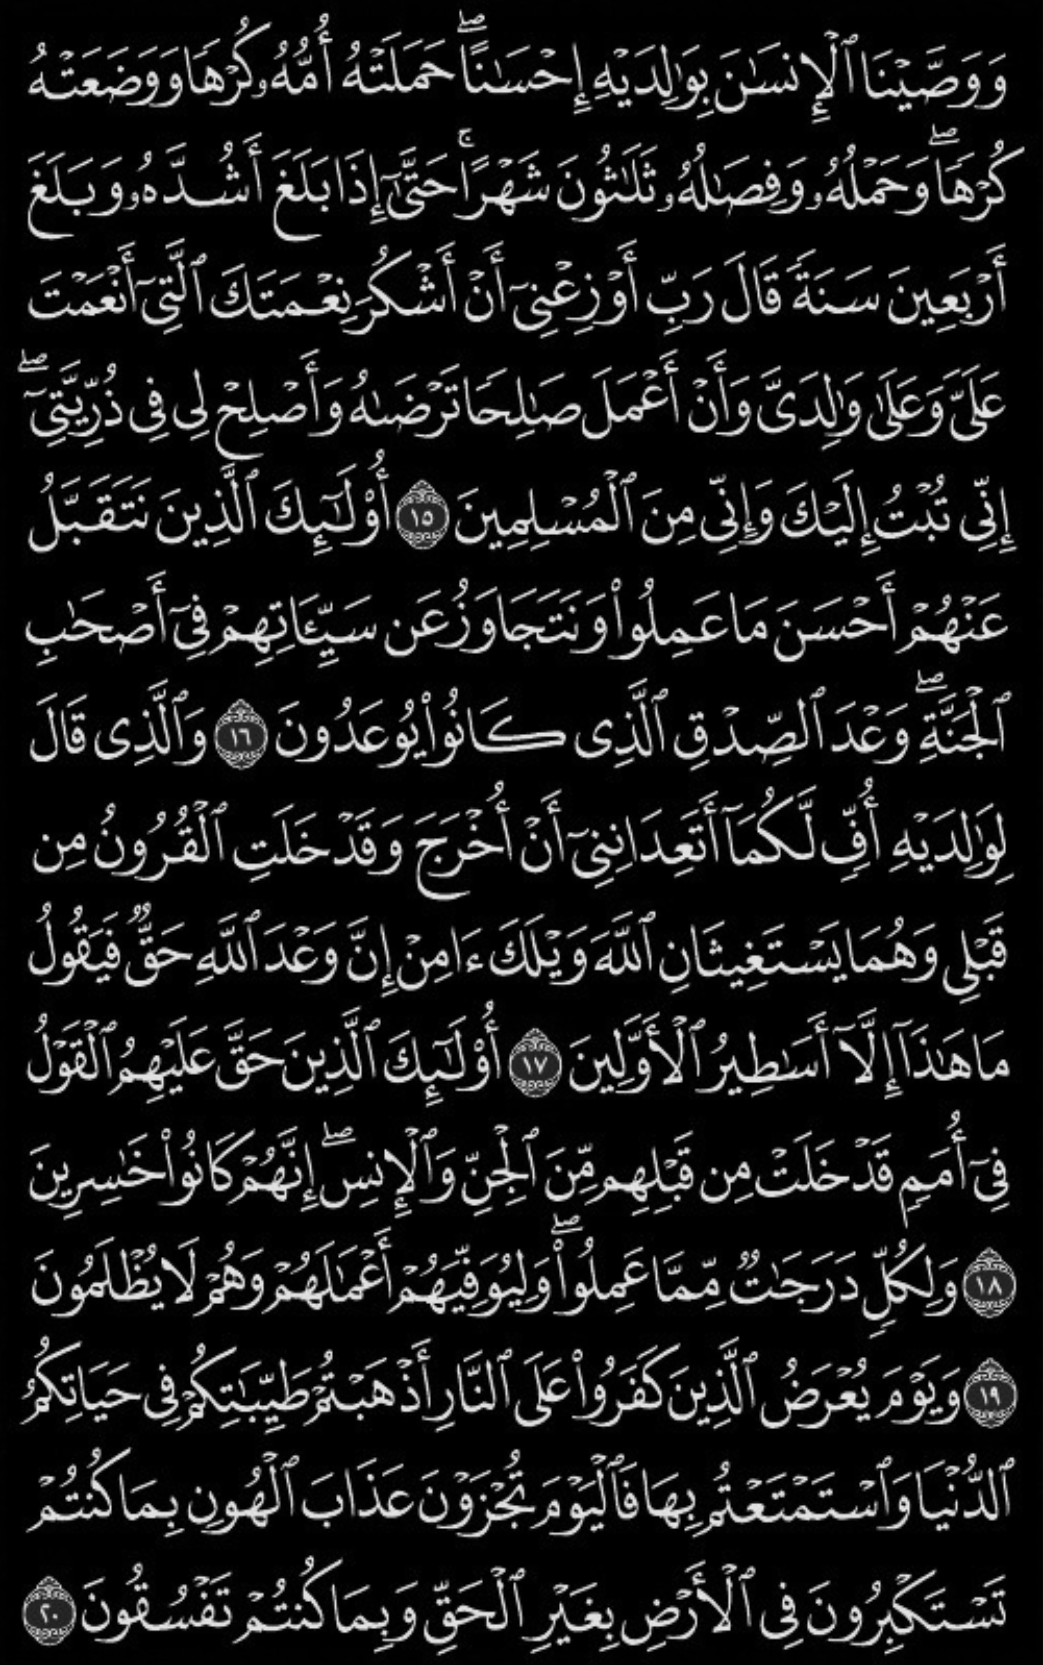 وَوَصَّيْنَا ٱلْإِنسَٰنَ بِوَٰلِدَيْهِ إِحْسَٰنًاۖ حَمَلَتْهُ أُمُّهُۥ كُرْهًا وَوَضَعَتْهُ
كُرْهًاۖ وَحَمْلُهُۥ وَفِصَٰلُهُۥ ثَلَٰثُونَ شَهْرًاۚ حَتَّىٰٓ إِذَا بَلَغَ أَشُدَّهُۥ وَبَلَغَ
أَرْبَعِينَ سَنَةً قَالَ رَبِّ أَوْزِعْنِىٓ أَنْ أَشْكُرَ نِعْمَتَكَ ٱلَّتِىٓ أَنْعَمْتَ
عَلَىَّ وَعَلَىٰ وَٰلِدَىَّ وَأَنْ أَعْمَلَ صَٰلِحًا تَرْضَىٰهُ وَأَصْلِحْ لِى فِى ذُرِّيَّتِىٓۖ
إِنِّى تُبْتُ إِلَيْكَ وَإِنِّى مِنَ ٱلْمُسْلِمِينَ ١٥ أُو۟لَٰٓئِكَ ٱلَّذِينَ نَتَقَبَّلُ
عَنْهُمْ أَحْسَنَ مَا عَمِلُوا۟ وَنَتَجَاوَزُ عَن سَيِّـَٔاتِهِمْ فِىٓ أَصْحَٰبِ
ٱلْجَنَّةِۖ وَعْدَ ٱلصِّدْقِ ٱلَّذِى كَانُوا۟ يُوعَدُونَ ١٦ وَٱلَّذِى قَالَ
لِوَٰلِدَيْهِ أُفٍّ لَّكُمَآ أَتَعِدَانِنِىٓ أَنْ أُخْرَجَ وَقَدْ خَلَتِ ٱلْقُرُونُ مِن
قَبْلِى وَهُمَا يَسْتَغِيثَانِ ٱللَّهَ وَيْلَكَ ءَامِنْ إِنَّ وَعْدَ ٱللَّهِ حَقٌّ فَيَقُولُ
مَا هَٰذَآ إِلَّآ أَسَٰطِيرُ ٱلْأَوَّلِينَ ١٧ أُو۟لَٰٓئِكَ ٱلَّذِينَ حَقَّ عَلَيْهِمُ ٱلْقَوْلُ
فِىٓ أُمَمٍ قَدْ خَلَتْ مِن قَبْلِهِم مِّنَ ٱلْجِنِّ وَٱلْإِنسِۖ إِنَّهُمْ كَانُوا۟ خَٰسِرِينَ
١٨ وَلِكُلٍّ دَرَجَٰتٌ مِّمَّا عَمِلُوا۟ۖ وَلِيُوَفِّيَهُمْ أَعْمَٰلَهُمْ وَهُمْ لَا يُظْلَمُونَ
١٩ وَيَوْمَ يُعْرَضُ ٱلَّذِينَ كَفَرُوا۟ عَلَى ٱلنَّارِ أَذْهَبْتُمْ طَيِّبَٰتِكُمْ فِى حَيَاتِكُمُ
ٱلدُّنْيَا وَٱسْتَمْتَعْتُم بِهَا فَٱلْيَوْمَ تُجْزَوْنَ عَذَابَ ٱلْهُونِ بِمَا كُنتُمْ
تَسْتَكْبِرُونَ فِى ٱلْأَرْضِ بِغَيْرِ ٱلْحَقِّ وَبِمَا كُنتُمْ تَفْسُقُونَ ٢٠